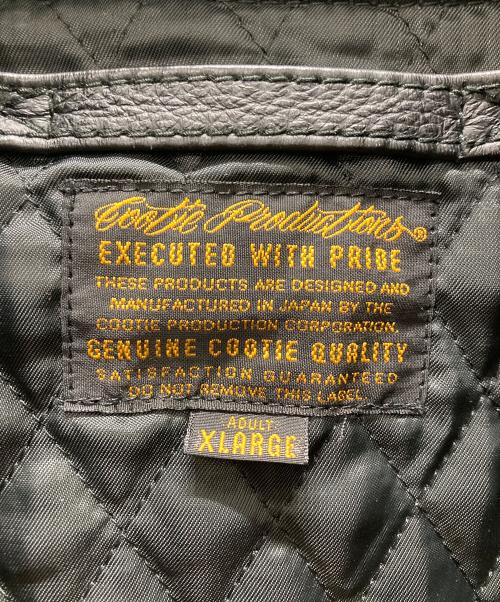 Cootie Productions®
EXECUTED WITH PRIDE
THESE PRODUCTS ARE DESIGNED AND
MANUFACTURED IN JAPAN BY THE
COOTIE PRODUCTION CORPORATION.
GENUINE COOTIE QUALITY
SATISFACTION GUARANTEED
DO NOT REMOVE THIS LABEL.
ADULT
XLARGE